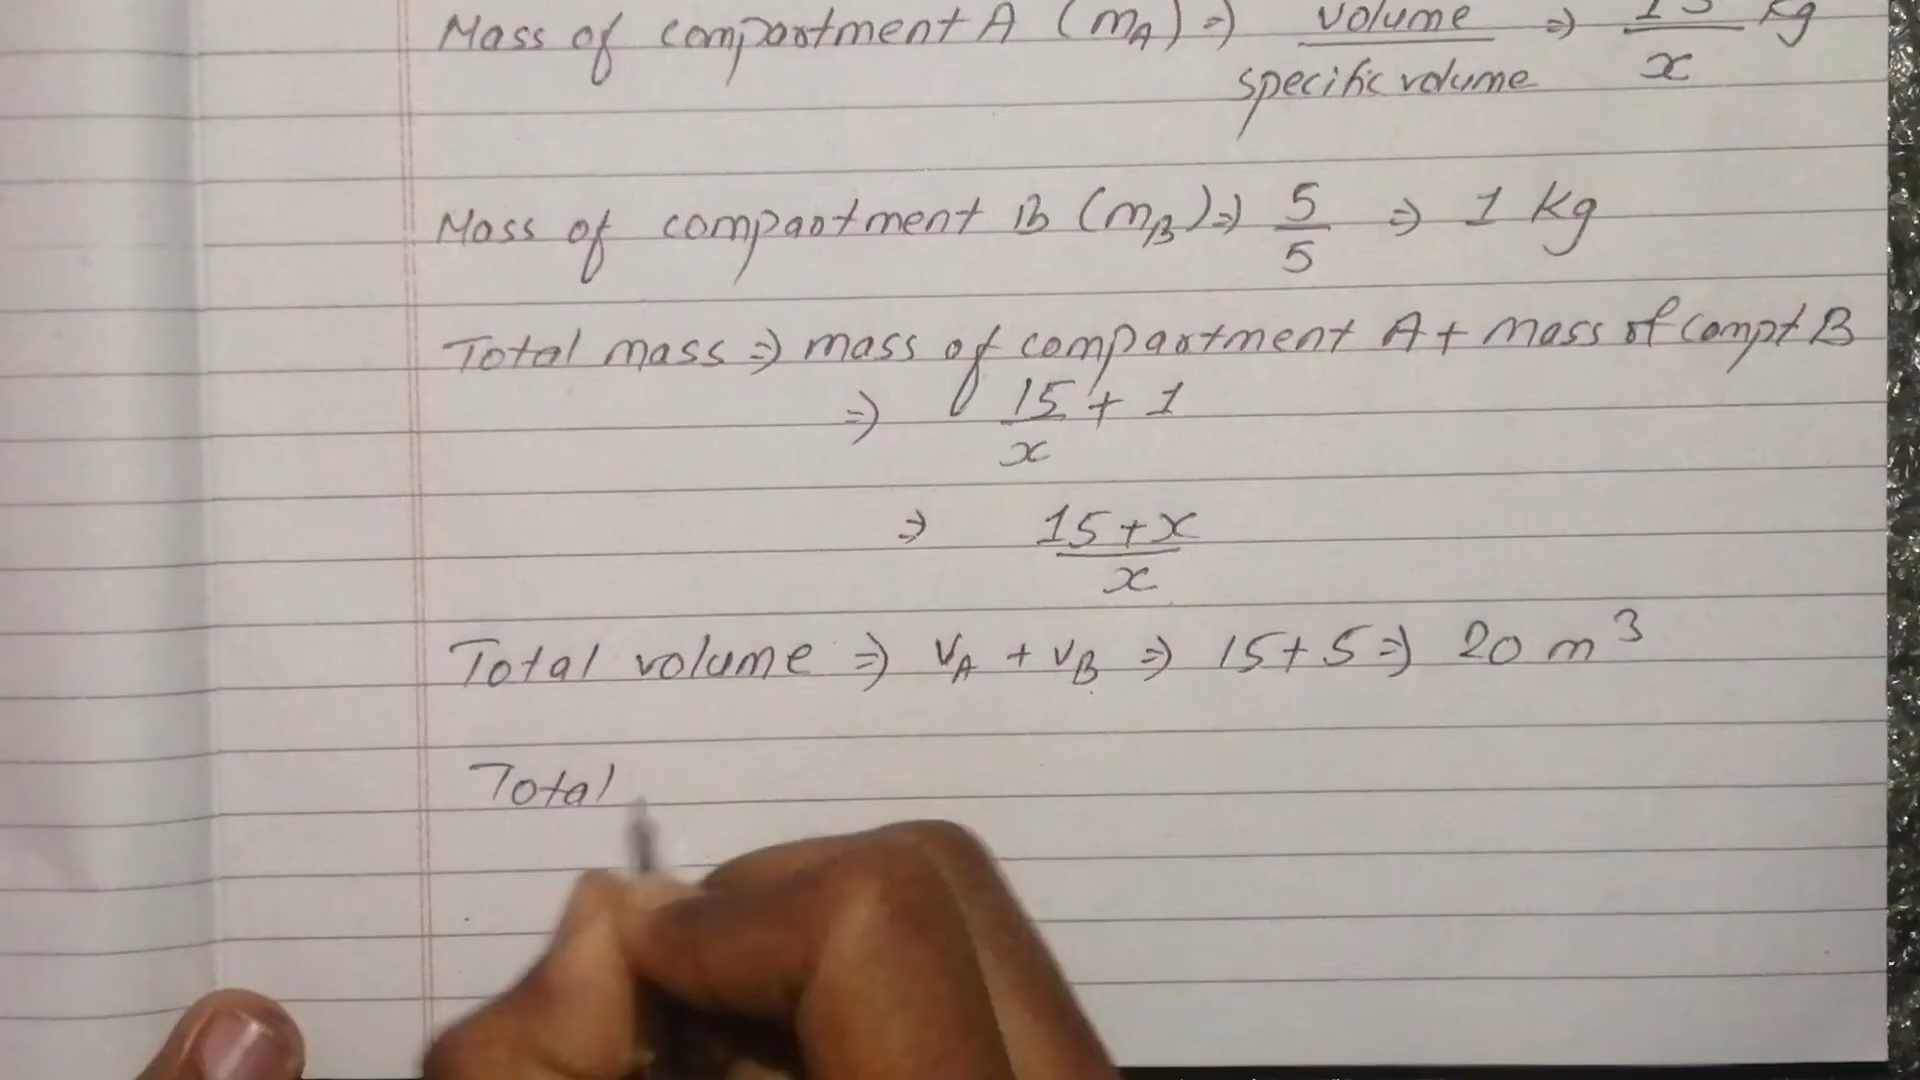 Mass of compartment A (mA) => volume / specific volume => 15 / x kg
Mass of compartment B (mB) => 5 / 5 => 1 kg
Total mass => mass of compartment A + mass of compt B
=> 15 / x + 1
=> 15 + x / x
Total volume => VA + VB => 15 + 5 => 20 m³
Total